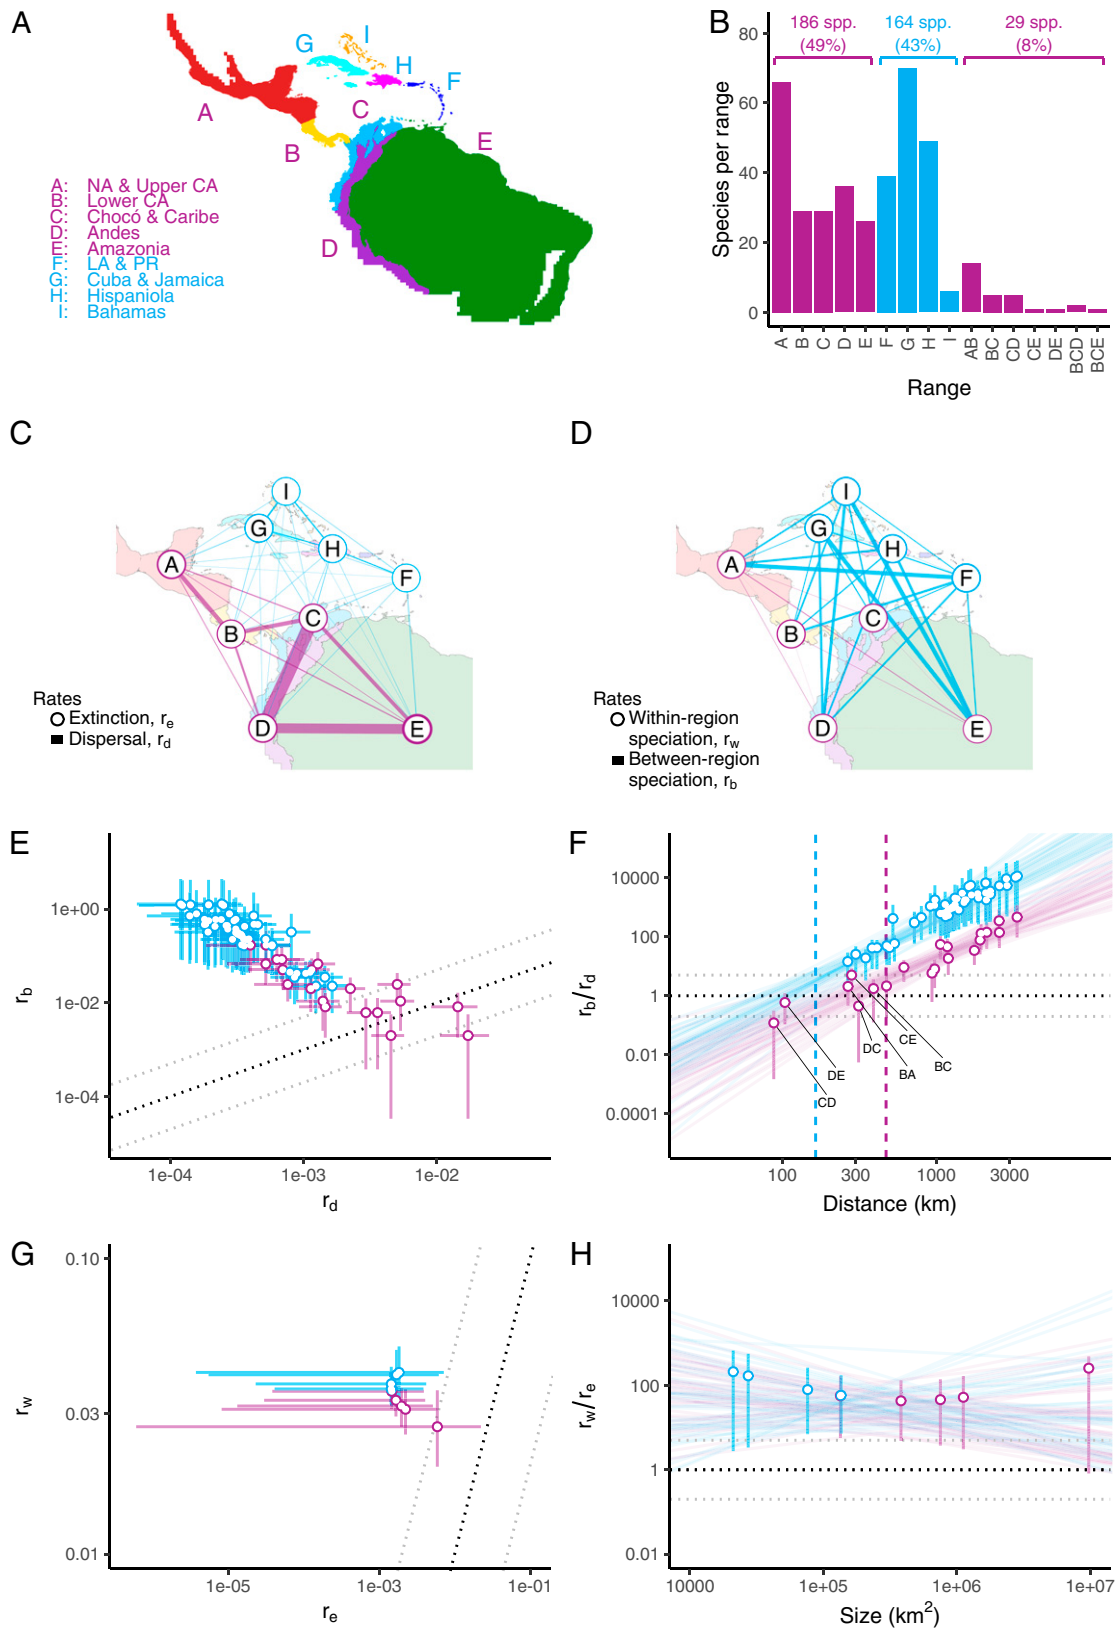 A
G
I
H
F
C
A
B
E
D
A: NA & Upper CA
B: Lower CA
C: Chocó & Caribe
D: Andes
E: Amazonia
F: LA & PR
G: Cuba & Jamaica
H: Hispaniola
I: Bahamas
B
186 spp.
(49%)
164 spp.
(43%)
29 spp.
(8%)
Species per range
80
60
40
20
0
A B C D E F G H I AB BC CD CE DE BCD BCE
Range
C
I
G
H
A
F
C
B
D
E
Rates
Extinction, re
Dispersal, rd
D
I
G
H
A
F
C
B
D
E
Rates
Within-region
speciation, rw
Between-region
speciation, rb
E
rb
1e+00
1e-02
1e-04
1e-04 1e-03 1e-02
rd
F
rb/rd
10000
100
1
0.01
0.0001
CD
DE
DC
BA
CE
BC
100 300 1000 3000
Distance (km)
G
rw
0.10
0.03
0.01
1e-05 1e-03 1e-01
re
H
rw/re
10000
100
1
0.01
10000 1e+05 1e+06 1e+07
Size (km2)